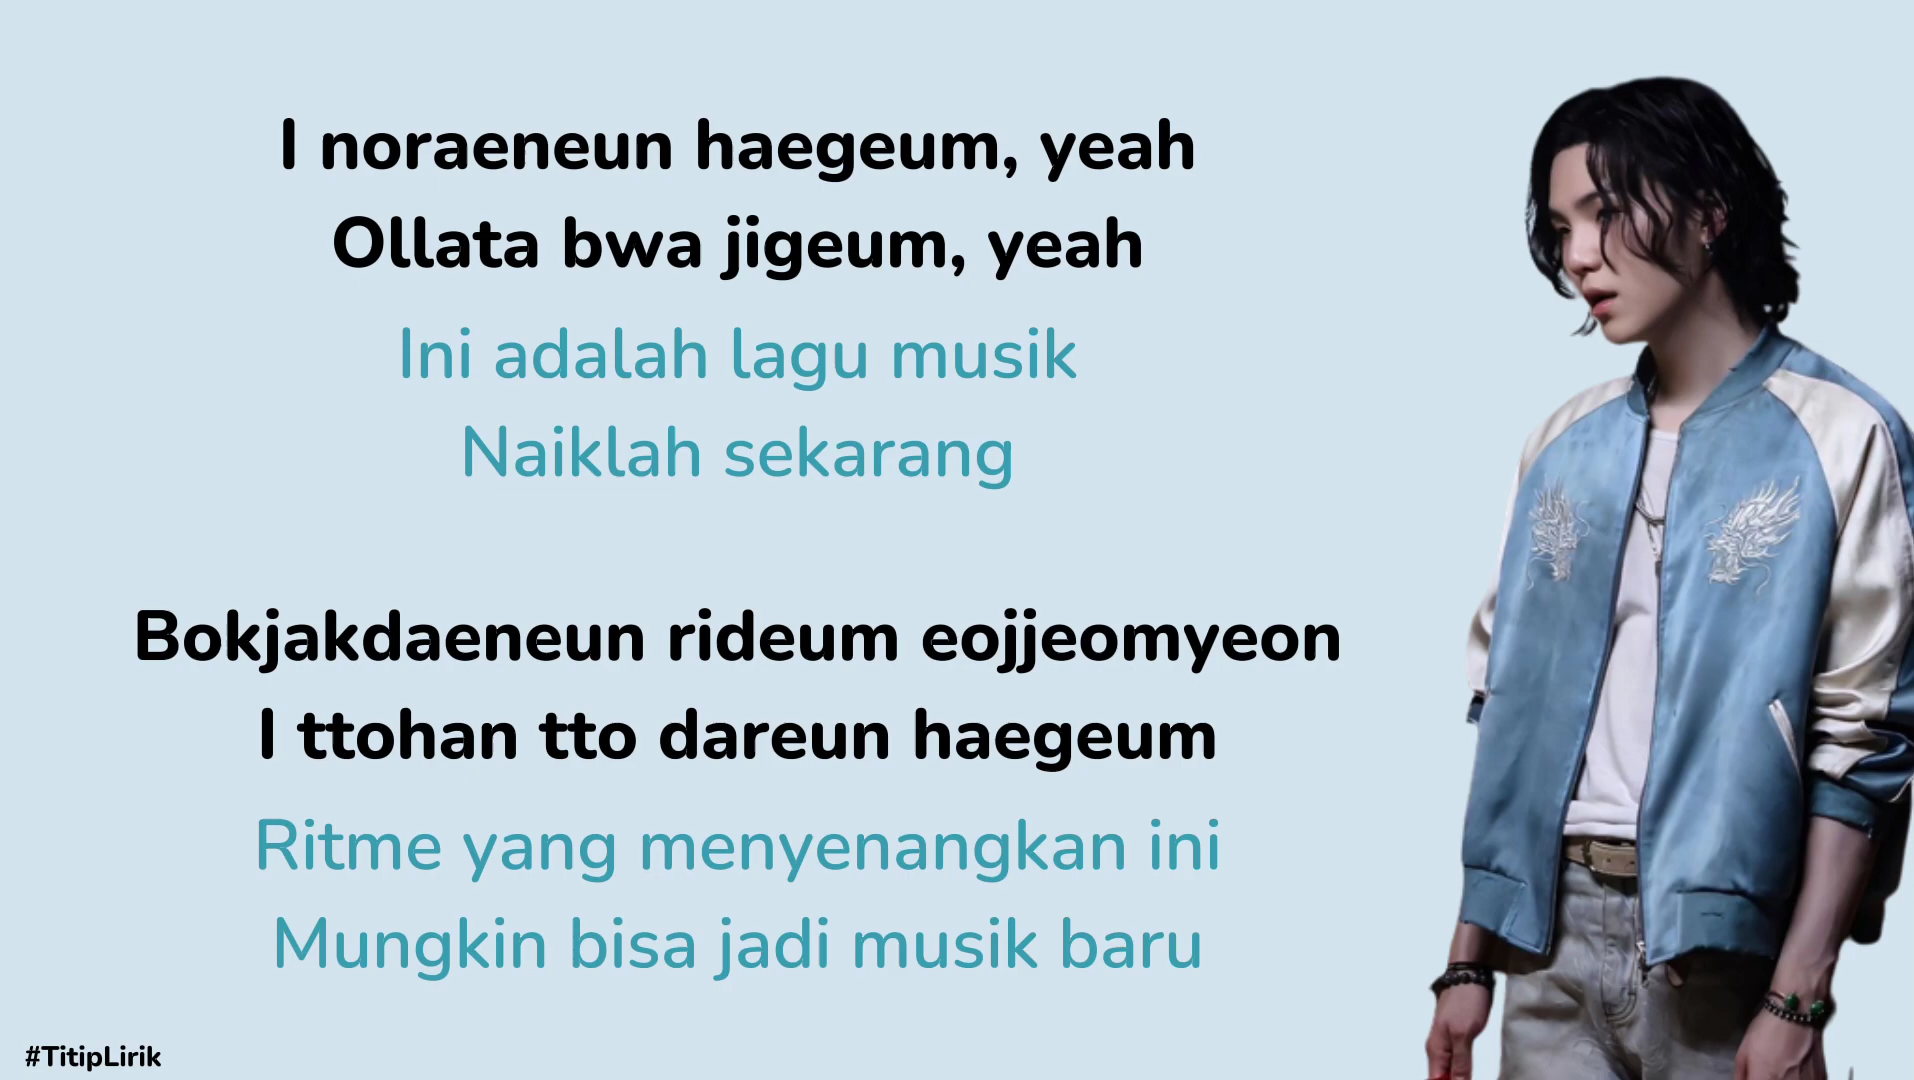 I noraeneun haegeum, yeah
Ollata bwa jigeum, yeah
Ini adalah lagu musik
Naiklah sekarang
Bokjakdaeneun rideum eojjeomyeon
I ttohan tto dareun haegeum
Ritme yang menyenangkan ini
Mungkin bisa jadi musik baru
#TitipLirik